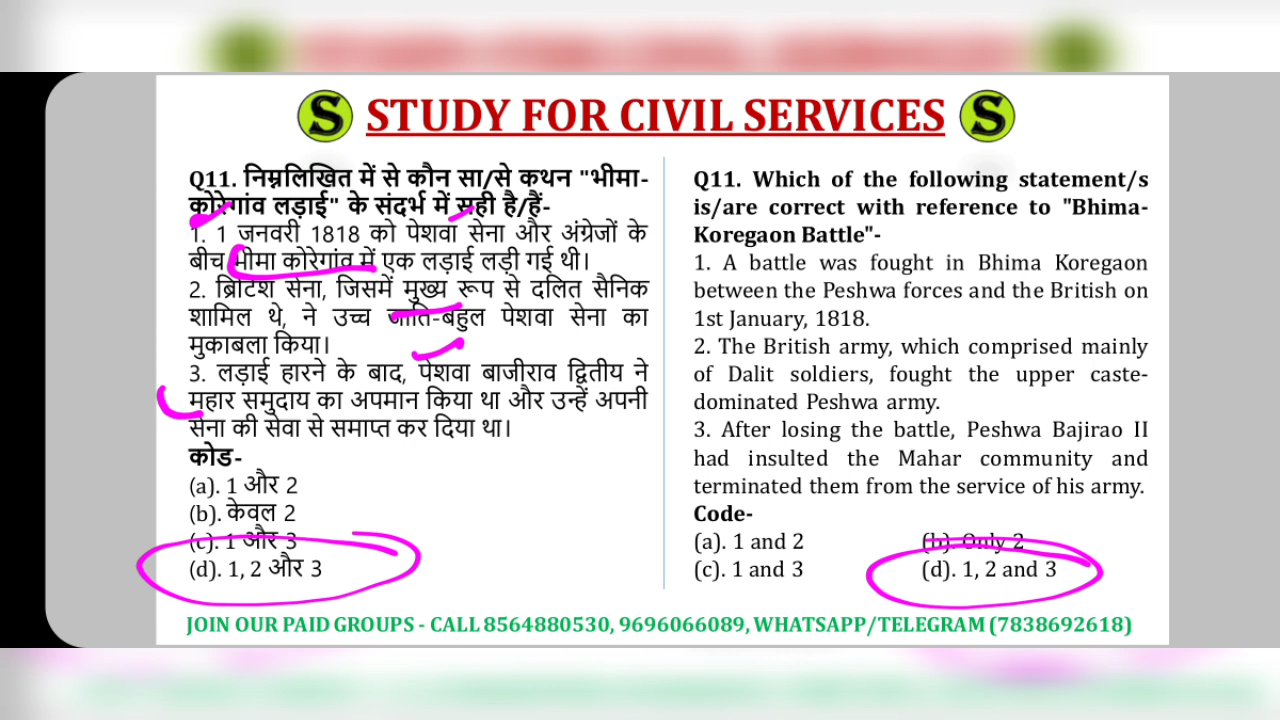 S STUDY FOR CIVIL SERVICES S
Q11. निम्नलिखित में से कौन सा/से कथन "भीमा-
कोरेगांव लड़ाई" के संदर्भ में सही है/हैं-
1. 1 जनवरी 1818 को पेशवा सेना और अंग्रेजों के
बीच भीमा कोरेगांव में एक लड़ाई लड़ी गई थी।
2. ब्रिटिश सेना, जिसमें मुख्य रूप से दलित सैनिक
शामिल थे, ने उच्च जाति-बहुल पेशवा सेना का
मुकाबला किया।
3. लड़ाई हारने के बाद, पेशवा बाजीराव द्वितीय ने
महार समुदाय का अपमान किया था और उन्हें अपनी
सेना की सेवा से समाप्त कर दिया था।
कोड-
(a). 1 और 2
(b). केवल 2
(c). 1 और 3
(d). 1, 2 और 3
Q11. Which of the following statement/s
is/are correct with reference to "Bhima-
Koregaon Battle"-
1. A battle was fought in Bhima Koregaon
between the Peshwa forces and the British on
1st January, 1818.
2. The British army, which comprised mainly
of Dalit soldiers, fought the upper caste-
dominated Peshwa army.
3. After losing the battle, Peshwa Bajirao II
had insulted the Mahar community and
terminated them from the service of his army.
Code-
(a). 1 and 2 (b). Only 2
(c). 1 and 3 (d). 1, 2 and 3
JOIN OUR PAID GROUPS - CALL 8564880530, 9696066089, WHATSAPP/TELEGRAM (7838692618)